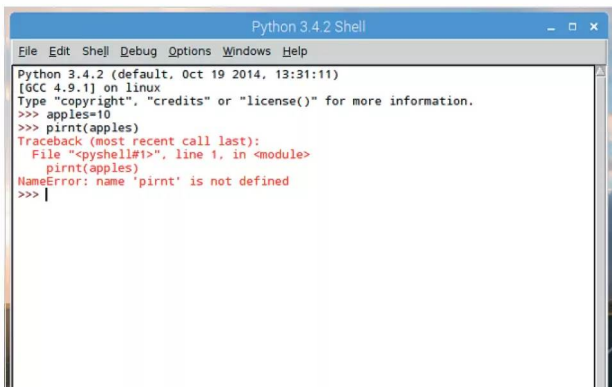 Python 3.4.2 Shell
File Edit Shell Debug Options Windows Help
Python 3.4.2 (default, Oct 19 2014, 13:31:11)
[GCC 4.9.1] on linux
Type "copyright", "credits" or "license()" for more information.
>>> apples=10
>>> pirnt(apples)
Traceback (most recent call last):
  File "<pyshell#1>", line 1, in <module>
    pirnt(apples)
NameError: name 'pirnt' is not defined
>>>